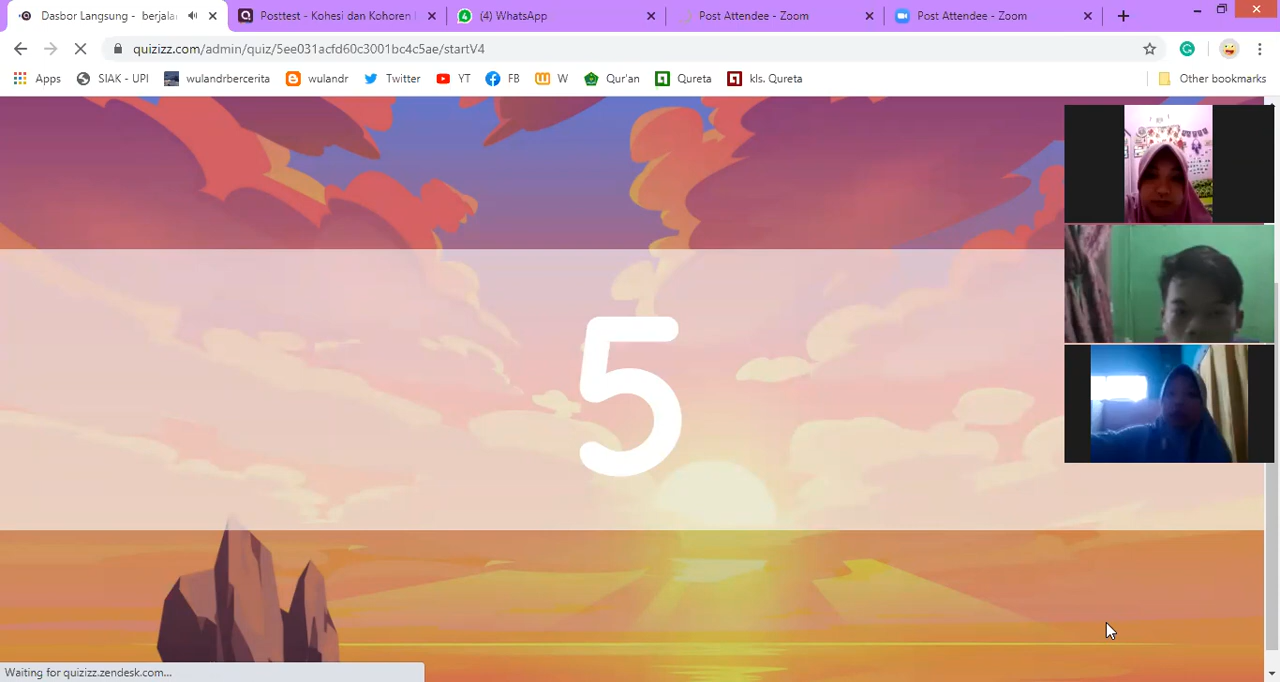 Dasbor Langsung - berjala
Posttest - Kohesi dan Kohoren
(4) WhatsApp
Post Attendee - Zoom
Post Attendee - Zoom
quizizz.com/admin/quiz/5ee031acfd60c3001bc4c5ae/startV4
Apps SIAK - UPI wulandrbercerita wulandr Twitter YT FB W Qur'an Qureta kls. Qureta Other bookmarks
5
Waiting for quizizz.zendesk.com...